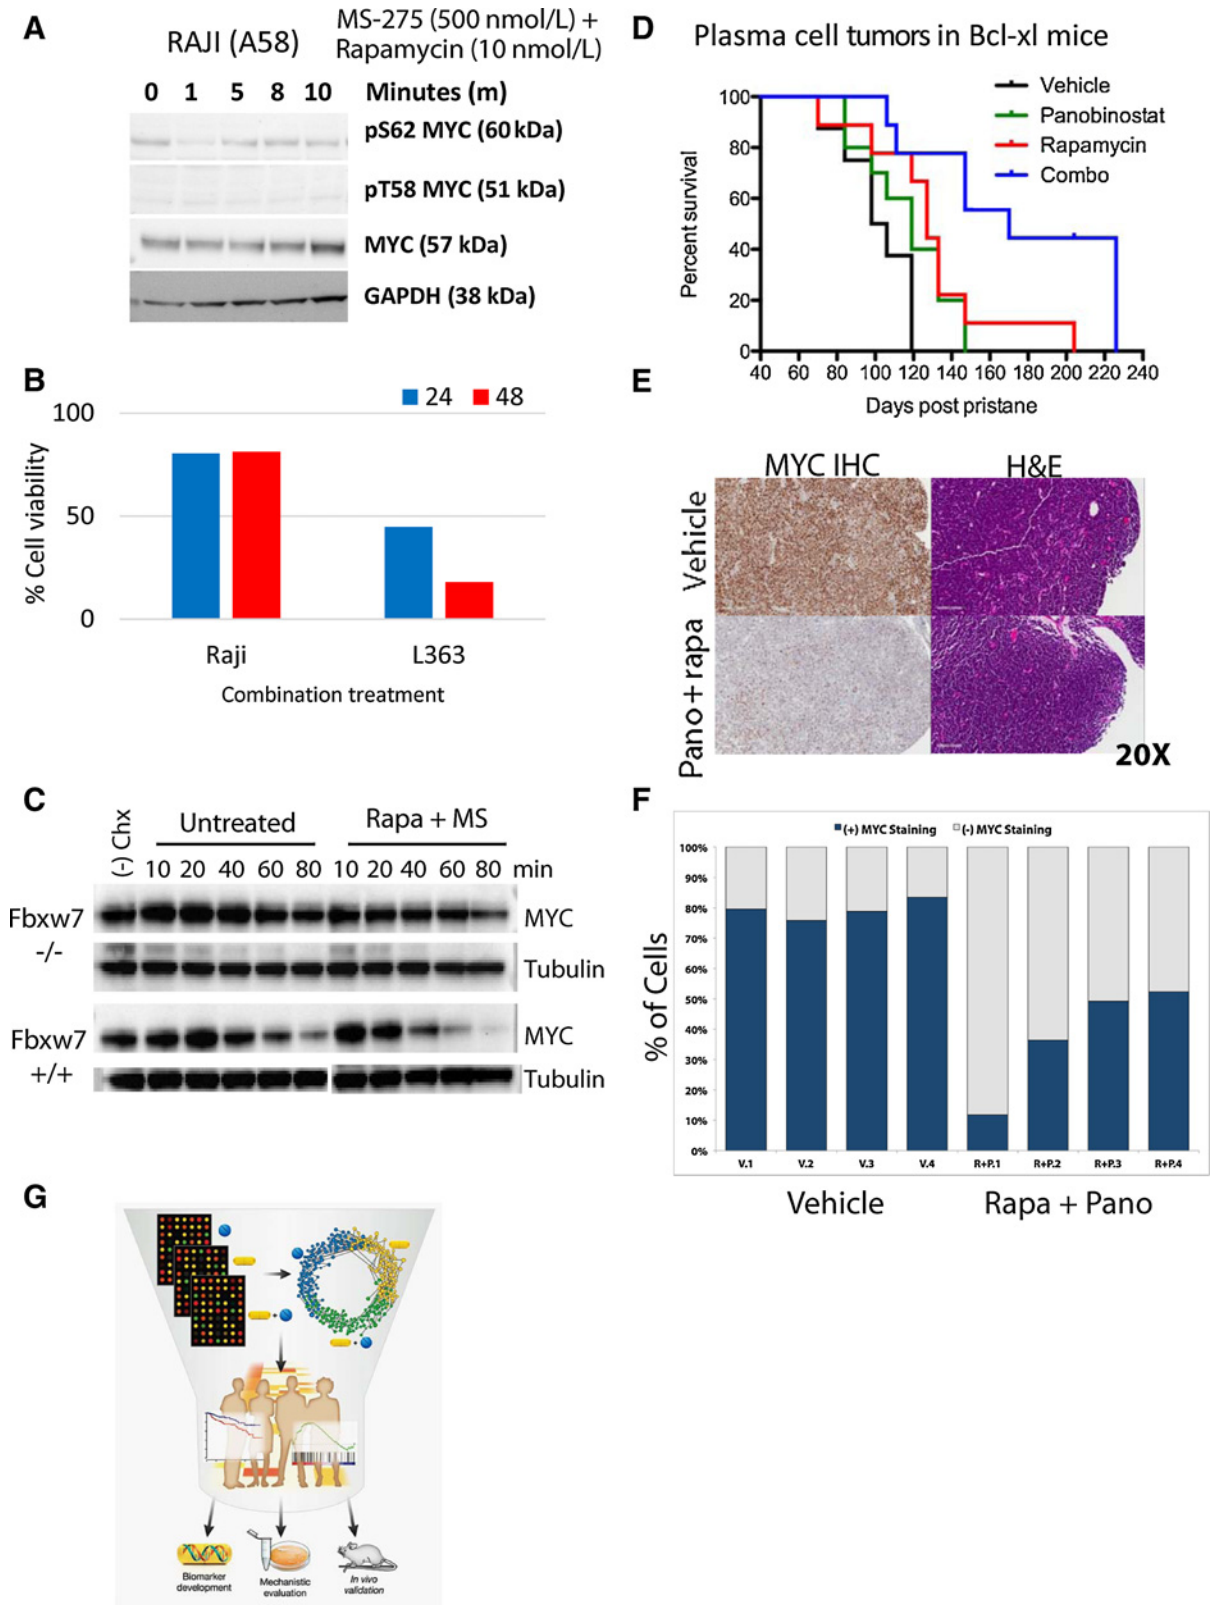 A
RAJI (A58)
MS-275 (500 nmol/L) +
Rapamycin (10 nmol/L)
0 1 5 8 10 Minutes (m)
pS62 MYC (60 kDa)
pT58 MYC (51 kDa)
MYC (57 kDa)
GAPDH (38 kDa)
B
24 48
100
50
0
% Cell viability
Raji L363
Combination treatment
C
(-) Chx
Untreated Rapa + MS
10 20 40 60 80 10 20 40 60 80 min
Fbxw7
-/-
MYC
Tubulin
Fbxw7
+/+
MYC
Tubulin
D
Plasma cell tumors in Bcl-xl mice
Vehicle
Panobinostat
Rapamycin
Combo
100
80
60
40
20
0
Percent survival
40 60 80 100 120 140 160 180 200 220 240
Days post pristane
E
MYC IHC H&E
Vehicle
Pano+rapa
20X
F
(+) MYC Staining (-) MYC Staining
100%
90%
80%
70%
60%
50%
40%
30%
20%
10%
0%
% of Cells
V.1 V.2 V.3 V.4 R+P.1 R+P.2 R+P.3 R+P.4
Vehicle Rapa + Pano
G
Biomarker
development
Mechanistic
evaluation
In vivo
validation